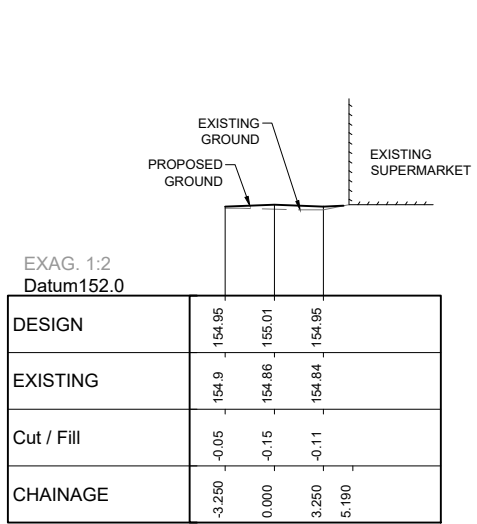 EXISTING
GROUND
PROPOSED
GROUND
EXISTING
SUPERMARKET
EXAG. 1:2
Datum152.0
DESIGN 154.95 155.01 154.95
EXISTING 154.9 154.86 154.84
Cut / Fill -0.05 -0.15 -0.11
CHAINAGE -3.250 0.000 3.250 5.190